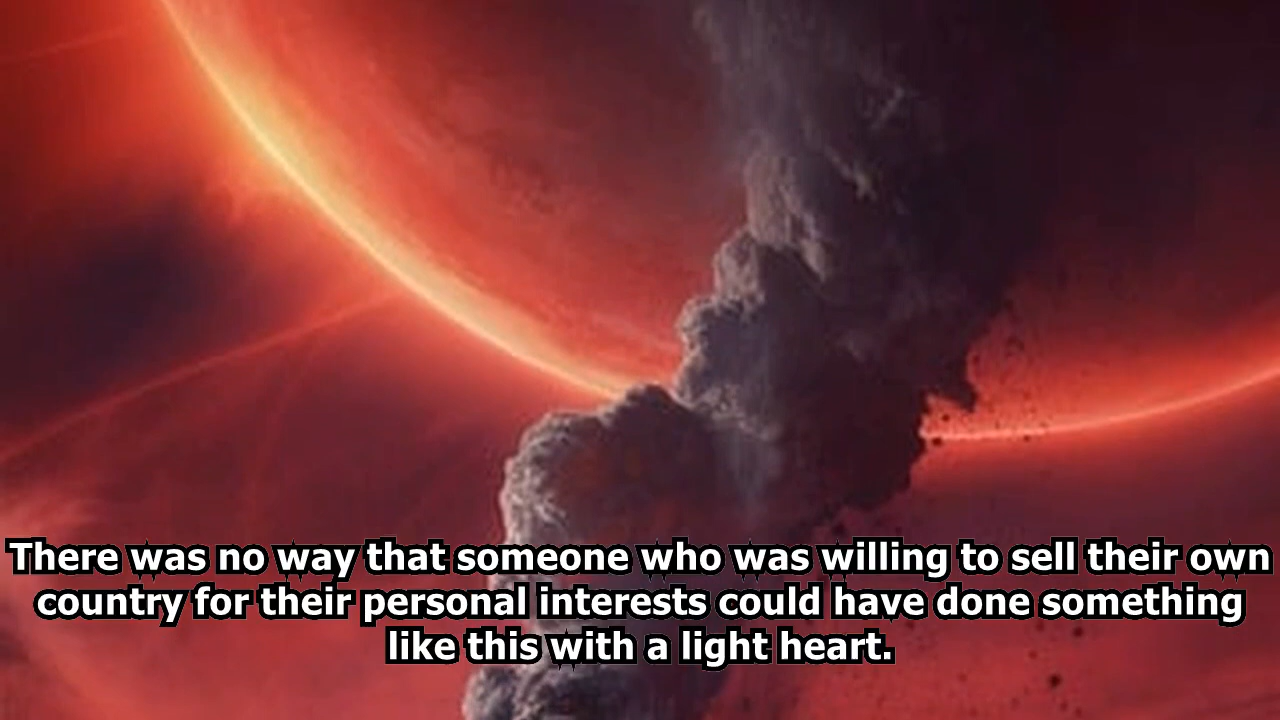 There was no way that someone who was willing to sell their own
country for their personal interests could have done something
like this with a light heart.